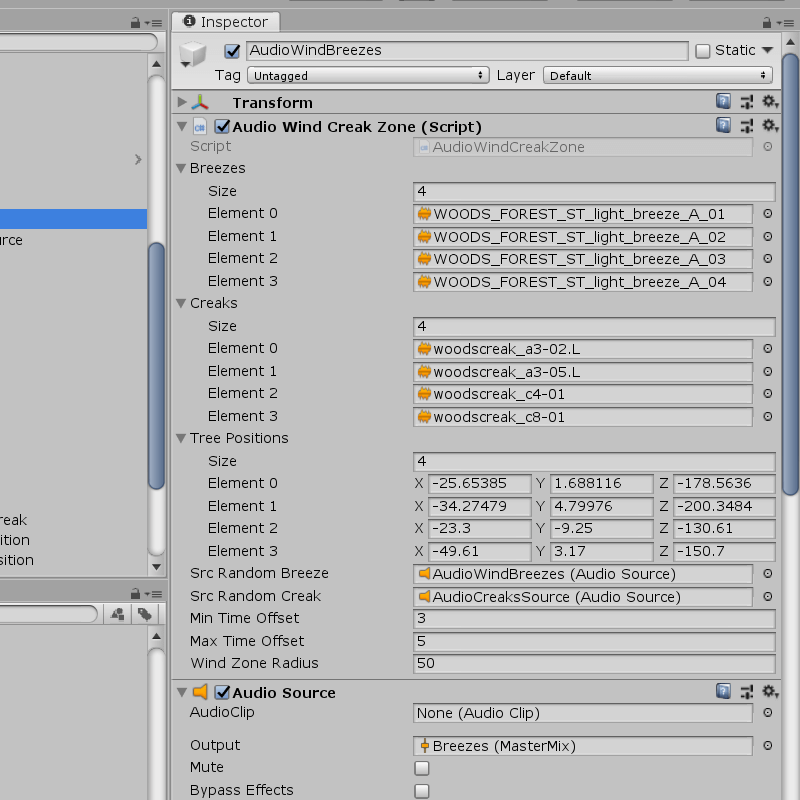 Inspector
AudioWindBreezes
Static
Tag Untagged Layer Default
Transform
Audio Wind Creak Zone (Script)
Script AudioWindCreakZone
Breezes
Size 4
Element 0 WOODS_FOREST_ST_light_breeze_A_01
Element 1 WOODS_FOREST_ST_light_breeze_A_02
Element 2 WOODS_FOREST_ST_light_breeze_A_03
Element 3 WOODS_FOREST_ST_light_breeze_A_04
Creaks
Size 4
Element 0 woodscreak_a3-02.L
Element 1 woodscreak_a3-05.L
Element 2 woodscreak_c4-01
Element 3 woodscreak_c8-01
Tree Positions
Size 4
Element 0 X -25.65385 Y 1.688116 Z -178.5636
Element 1 X -34.27479 Y 4.79976 Z -200.3484
Element 2 X -23.3 Y -9.25 Z -130.61
Element 3 X -49.61 Y 3.17 Z -150.7
Src Random Breeze AudioWindBreezes (Audio Source)
Src Random Creak AudioCreaksSource (Audio Source)
Min Time Offset 3
Max Time Offset 5
Wind Zone Radius 50
Audio Source
AudioClip None (Audio Clip)
Output Breezes (MasterMix)
Mute
Bypass Effects
urce
reak
ition
sition